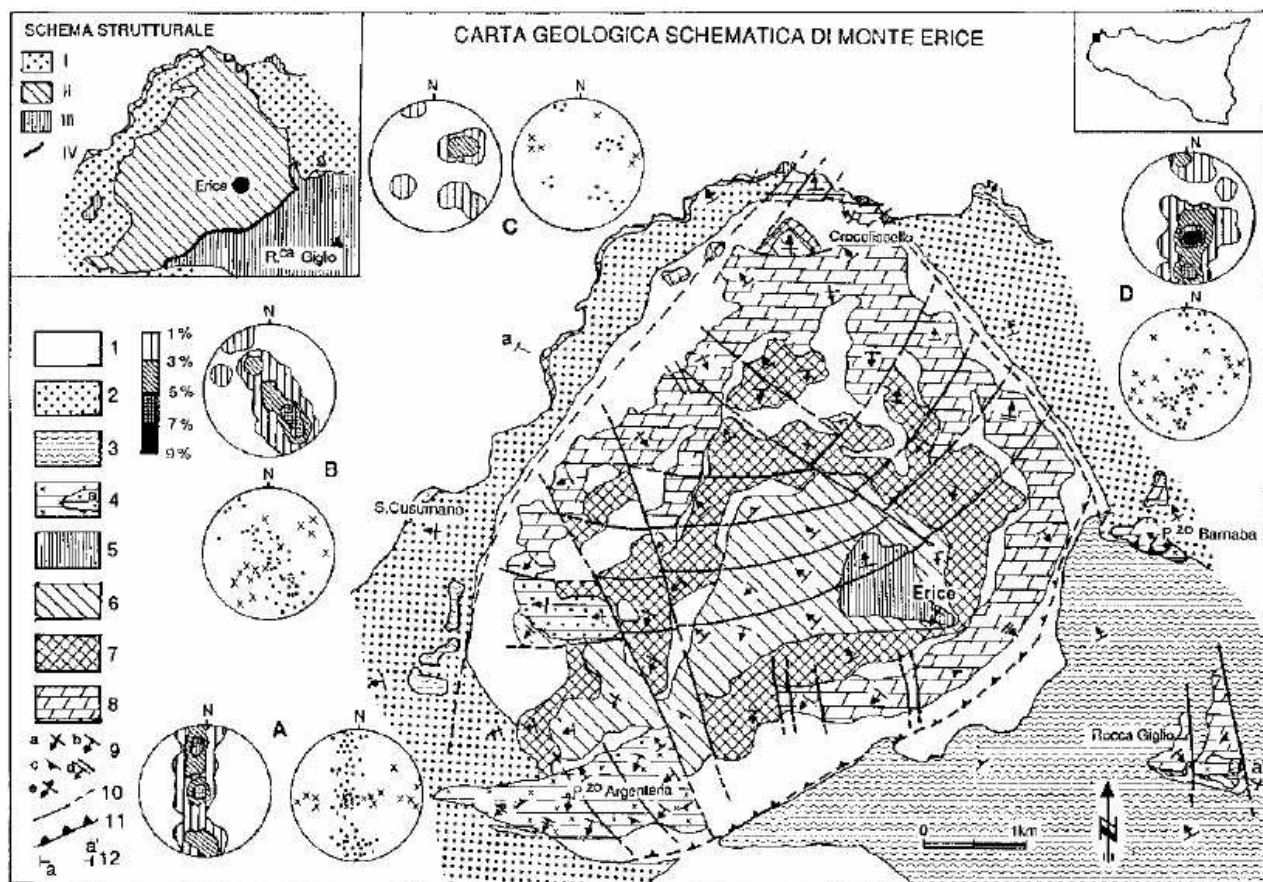 SCHEMA STRUTTURALE
I
II
III
IV
Erice
R.ca Giglio
CARTA GEOLOGICA SCHEMATICA DI MONTE ERICE
N
C
N
D
N
1
2
3
4
a
5
6
7
8
a
b
9
c
d
e
10
11
12
a
a'
1%
3%
5%
7%
9%
N
B
N
A
N
a
Crocefissello
S.Cusumano
P.zo Barnaba
Erice
Rocca Giglio
a'
P.zo Argenteria
0
1km
N